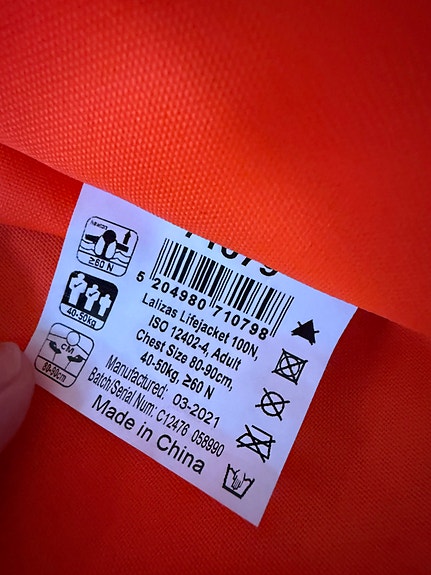 71079
5 204980 710798
Lalizas Lifejacket 100N,
ISO 12402-4, Adult
Chest Size 80-90cm,
40-50kg, ≥60 N
Manufactured: 03-2021
Batch/Serial Num: C12476 058990
Made in China
≥60 N
40-50kg
CM
80-90cm